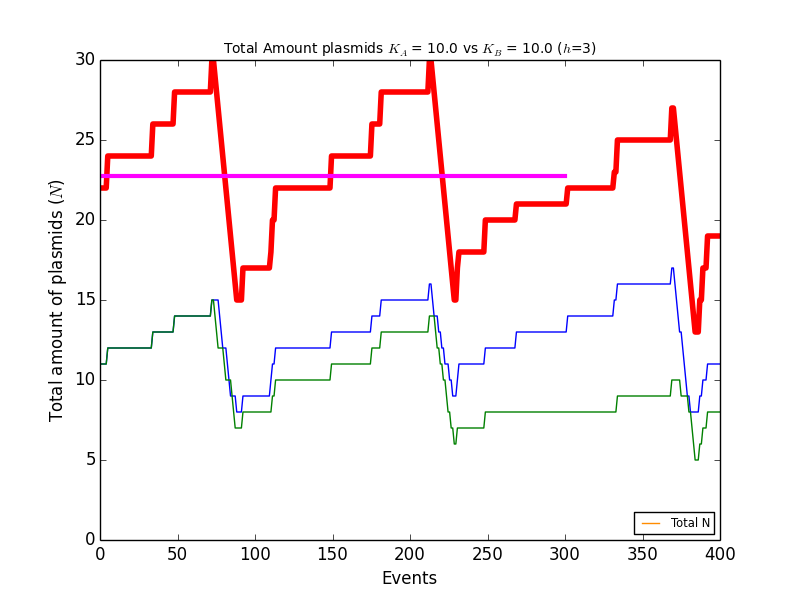 Total Amount plasmids K_A = 10.0 vs K_B = 10.0 (h=3)
30
25
20
15
10
5
0
Total amount of plasmids (N)
0 50 100 150 200 250 300 350 400
Events
Total N